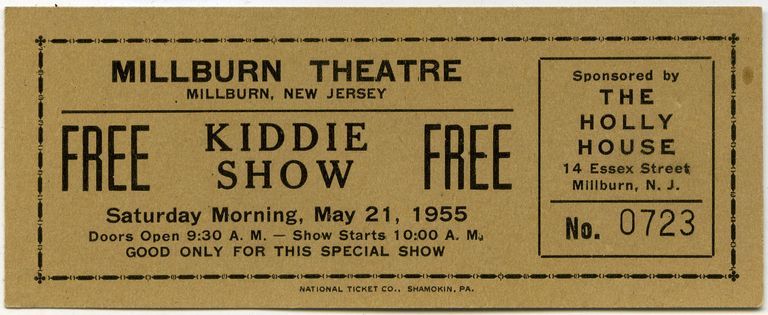 MILLBURN THEATRE
MILLBURN, NEW JERSEY
FREE KIDDIE SHOW FREE
Saturday Morning, May 21, 1955
Doors Open 9:30 A. M. — Show Starts 10:00 A. M.
GOOD ONLY FOR THIS SPECIAL SHOW
Sponsored by
THE
HOLLY
HOUSE
14 Essex Street
Millburn, N. J.
No. 0723
NATIONAL TICKET CO., SHAMOKIN, PA.